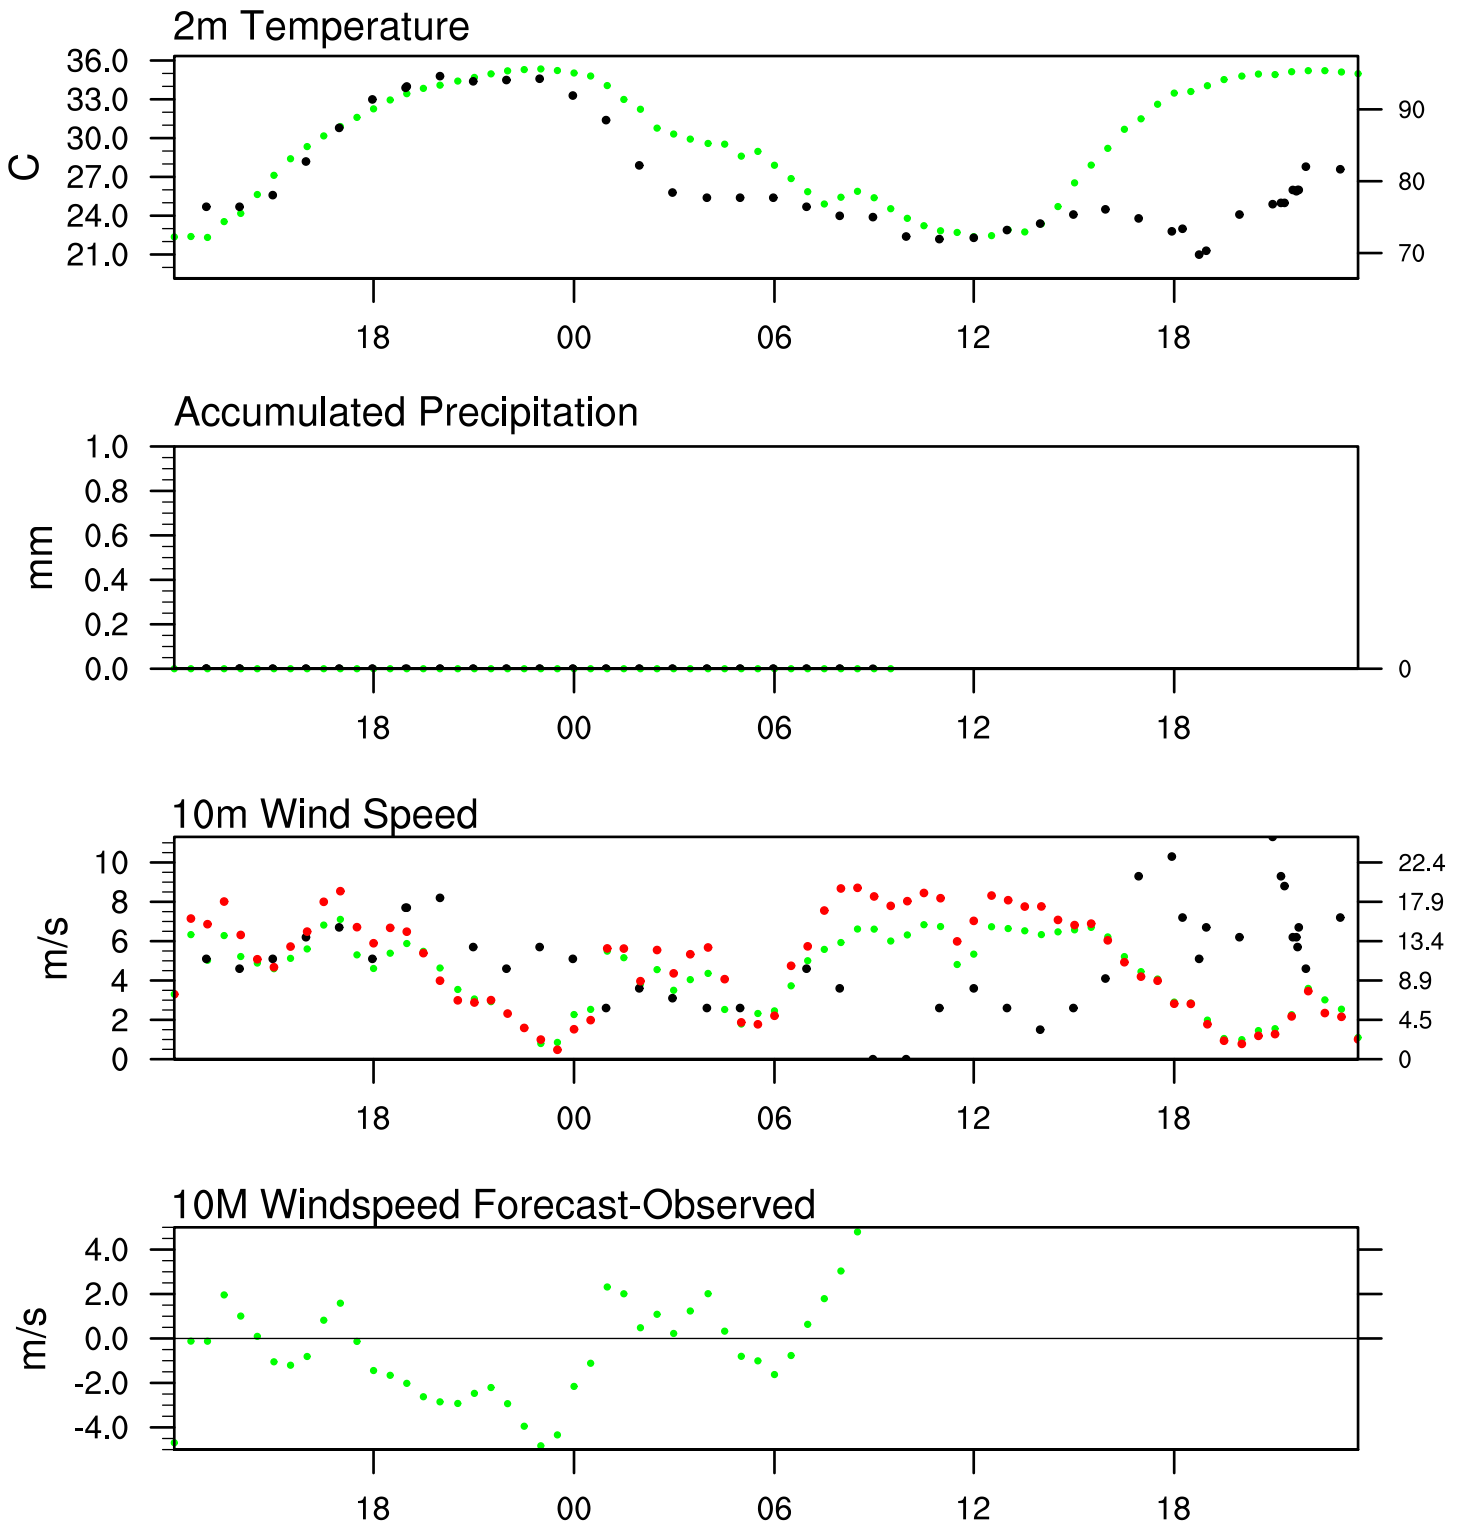 2m Temperature
C
36.0
33.0
30.0
27.0
24.0
21.0
90
80
70
18 00 06 12 18
Accumulated Precipitation
mm
1.0
0.8
0.6
0.4
0.2
0.0
0
18 00 06 12 18
10m Wind Speed
m/s
10
8
6
4
2
0
22.4
17.9
13.4
8.9
4.5
0
18 00 06 12 18
10M Windspeed Forecast-Observed
m/s
4.0
2.0
0.0
-2.0
-4.0
18 00 06 12 18